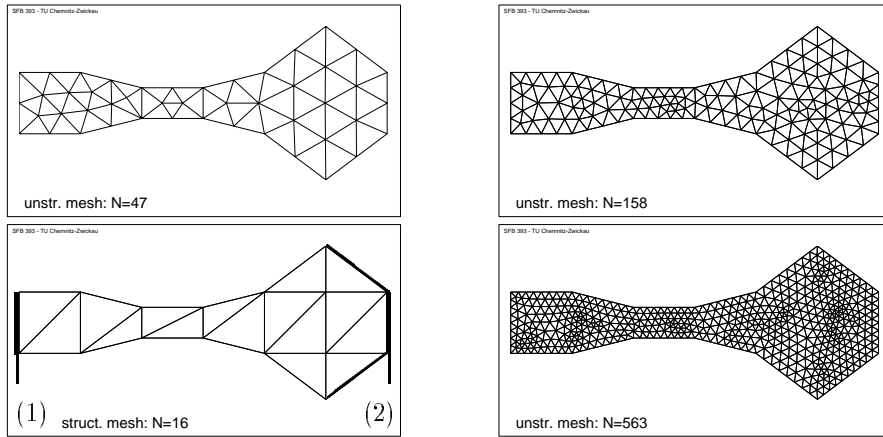 SFB 393 - TU Chemnitz-Zwickau
unstr. mesh: N=47
SFB 393 - TU Chemnitz-Zwickau
unstr. mesh: N=158
SFB 393 - TU Chemnitz-Zwickau
(1)
struct. mesh: N=16
(2)
SFB 393 - TU Chemnitz-Zwickau
unstr. mesh: N=563